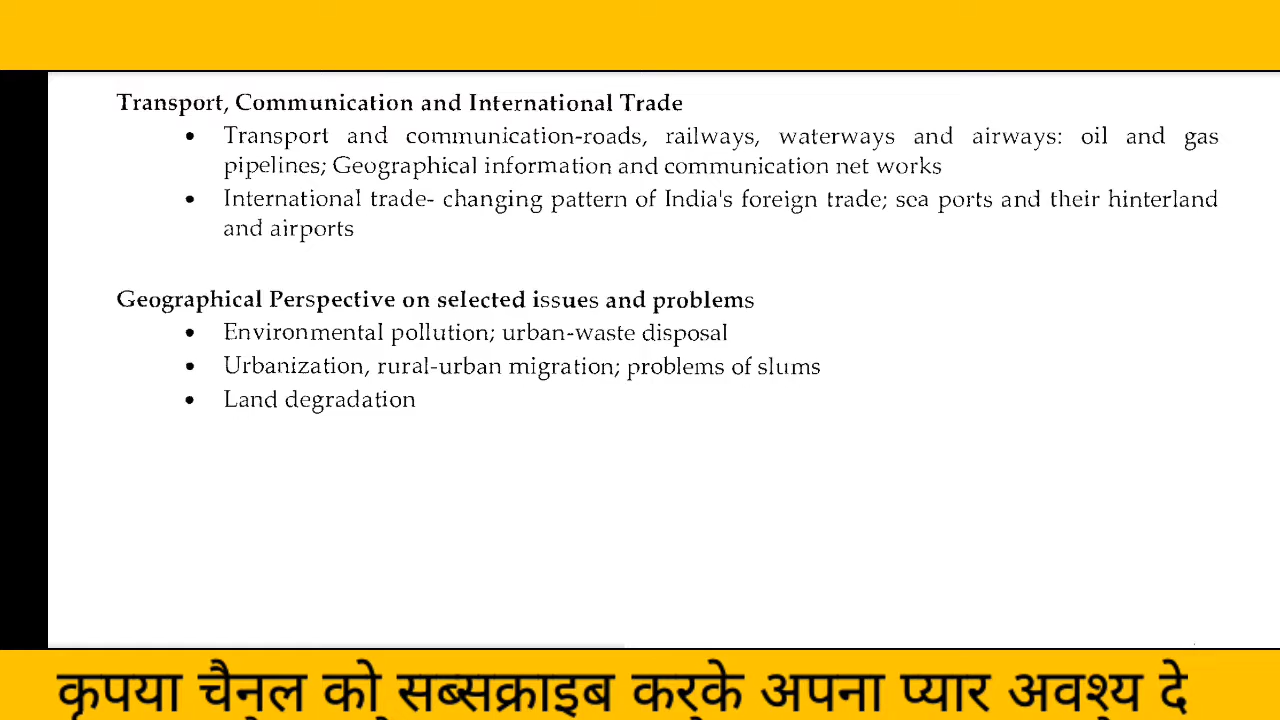 Transport, Communication and International Trade
• Transport and communication-roads, railways, waterways and airways: oil and gas
pipelines; Geographical information and communication net works
• International trade- changing pattern of India's foreign trade; sea ports and their hinterland
and airports
Geographical Perspective on selected issues and problems
• Environmental pollution; urban-waste disposal
• Urbanization, rural-urban migration; problems of slums
• Land degradation
कृपया चैनल को सब्सक्राइब करके अपना प्यार अवश्य दे